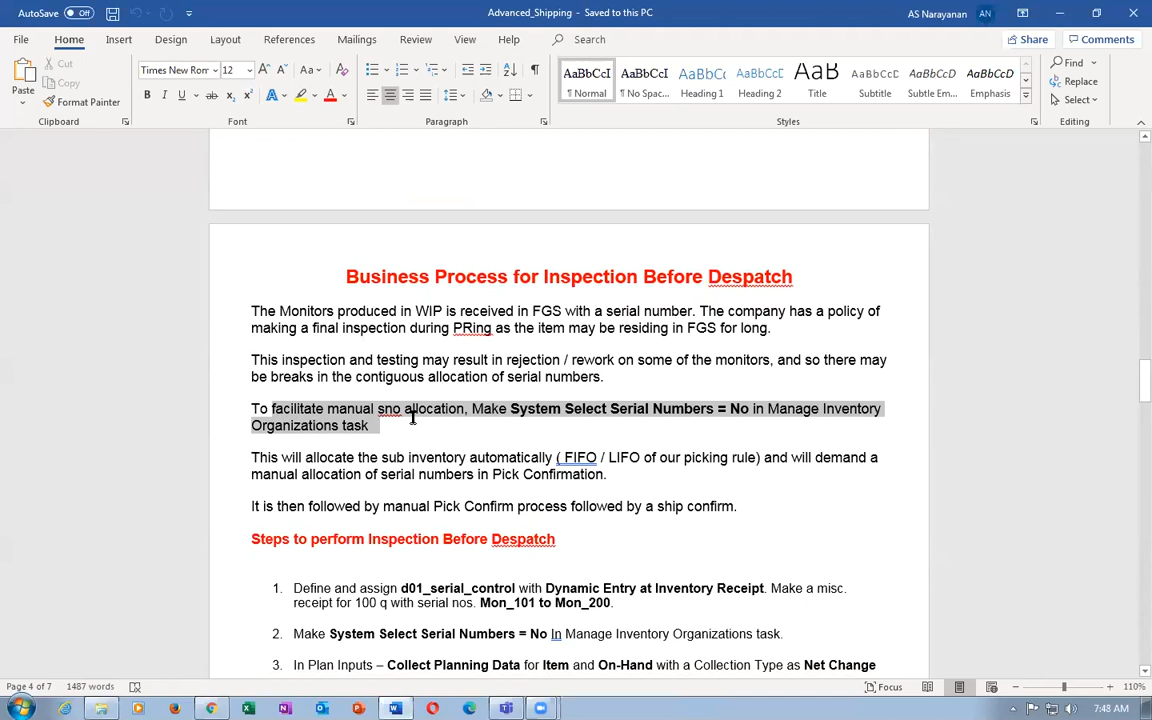 AutoSave Off
Advanced_Shipping - Saved to this PC
AS Narayanan AN
File Home Insert Draw Design Layout References Mailings Review View Help Search Share Comments
Paste
Cut
Copy
Format Painter
Times New Rom 12 Aa
B I U ab x₂ x² A A
AaBbCcI AaBbCcI AaBbCcI AaBbCcI AaB AaBbCcD AaBbCcD AaBbCcI
¶ Normal ¶ No Spac... Heading 1 Heading 2 Title Subtitle Subtle Em... Emphasis
Find
Replace
Select
Clipboard Font Paragraph Styles Editing
Business Process for Inspection Before Despatch
The Monitors produced in WIP is received in FGS with a serial number. The company has a policy of
making a final inspection during PRing as the item may be residing in FGS for long.
This inspection and testing may result in rejection / rework on some of the monitors, and so there may
be breaks in the contiguous allocation of serial numbers.
To facilitate manual sno allocation, Make System Select Serial Numbers = No in Manage Inventory
Organizations task
This will allocate the sub inventory automatically ( FIFO / LIFO of our picking rule) and will demand a
manual allocation of serial numbers in Pick Confirmation.
It is then followed by manual Pick Confirm process followed by a ship confirm.
Steps to perform Inspection Before Despatch
1. Define and assign d01_serial_control with Dynamic Entry at Inventory Receipt. Make a misc.
receipt for 100 q with serial nos. Mon_101 to Mon_200.
2. Make System Select Serial Numbers = No In Manage Inventory Organizations task.
3. In Plan Inputs – Collect Planning Data for Item and On-Hand with a Collection Type as Net Change
Page 4 of 7 1487 words Focus 110%
7:48 AM